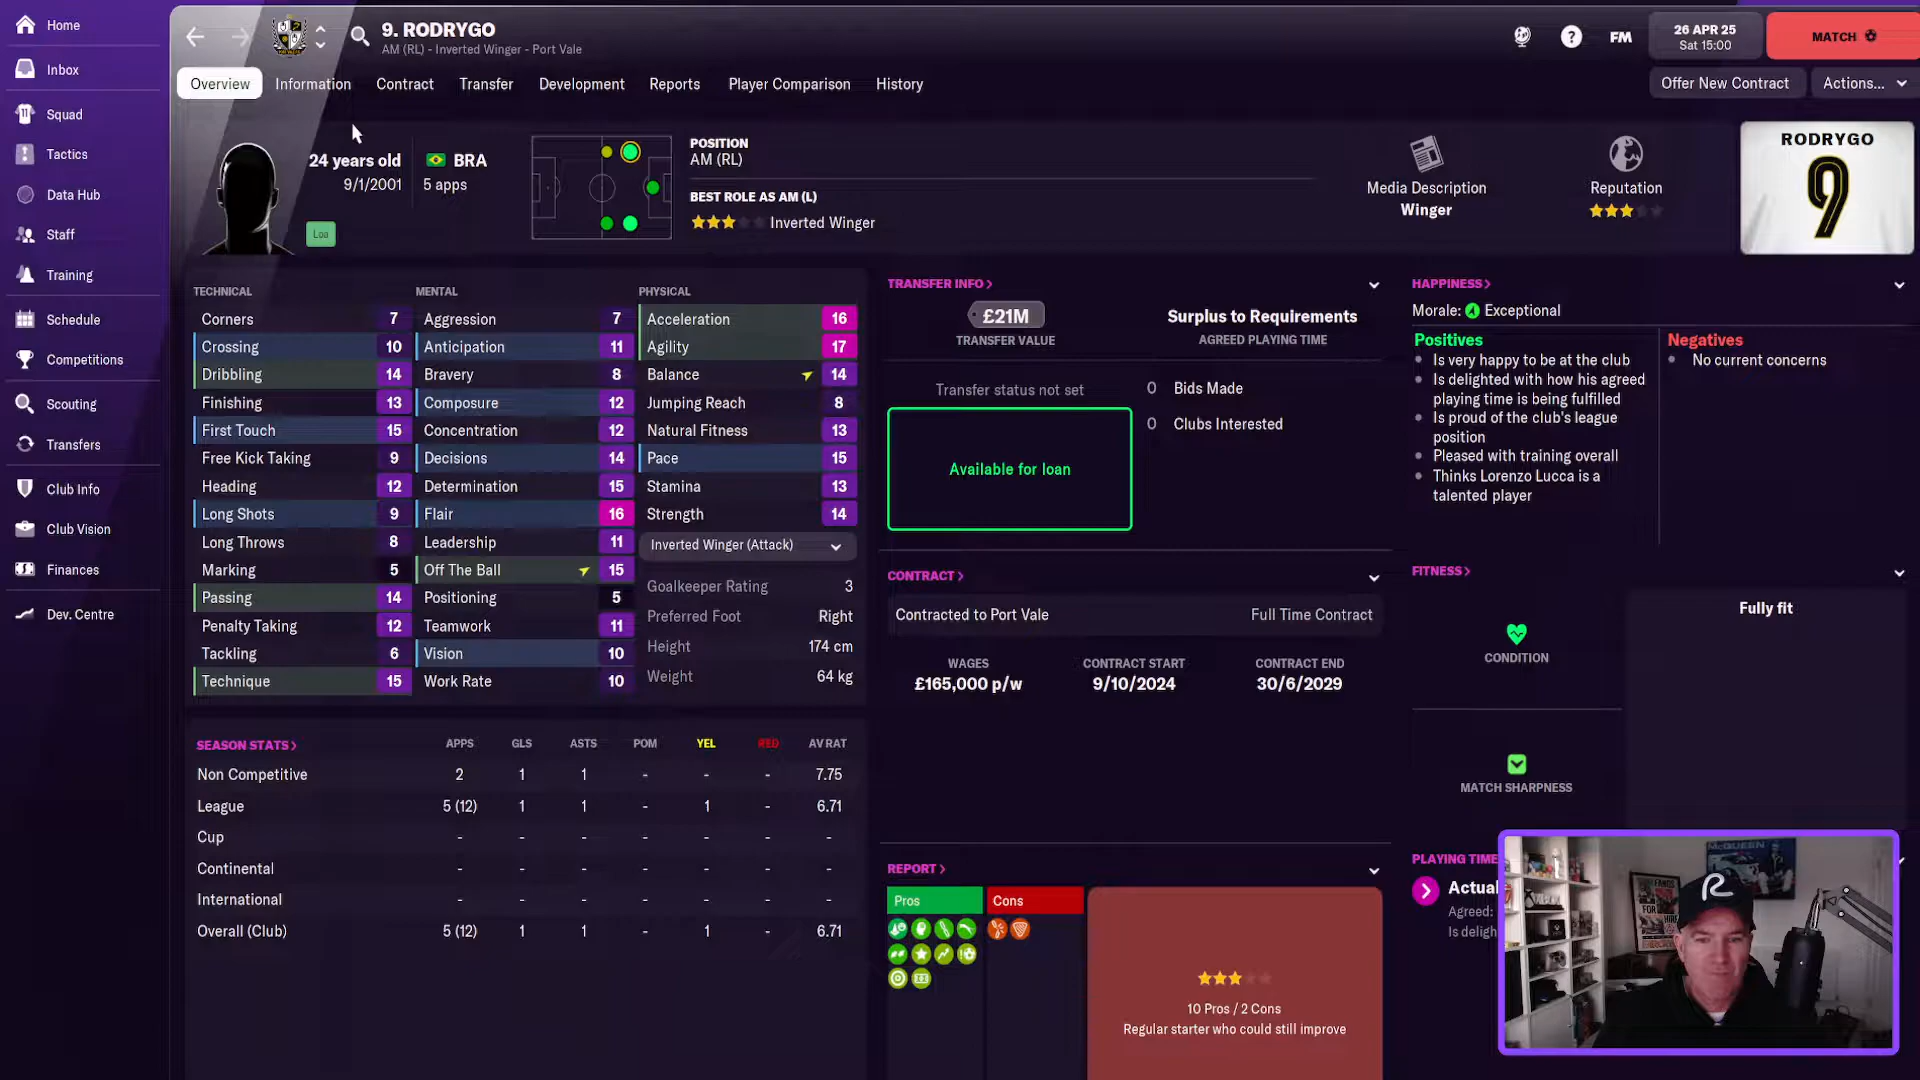 Home
Inbox
Squad
Tactics
Data Hub
Staff
Training
Schedule
Competitions
Scouting
Transfers
Club Info
Club Vision
Finances
Dev. Centre
9. RODRYGO
AM (RL) - Inverted Winger - Port Vale
FM
26 APR 25
Sat 15:00
MATCH
Overview
Information
Contract
Transfer
Development
Reports
Player Comparison
History
Offer New Contract
Actions...
24 years old
9/1/2001
BRA
5 apps
Loa
POSITION
AM (RL)
BEST ROLE AS AM (L)
Inverted Winger
Media Description
Winger
Reputation
RODRYGO
9
TECHNICAL
Corners 7
Crossing 10
Dribbling 14
Finishing 13
First Touch 15
Free Kick Taking 9
Heading 12
Long Shots 9
Long Throws 8
Marking 5
Passing 14
Penalty Taking 12
Tackling 6
Technique 15
MENTAL
Aggression 7
Anticipation 11
Bravery 8
Composure 12
Concentration 12
Decisions 14
Determination 15
Flair 16
Leadership 11
Off The Ball 15
Positioning 5
Teamwork 11
Vision 10
Work Rate 10
PHYSICAL
Acceleration 16
Agility 17
Balance 14
Jumping Reach 8
Natural Fitness 13
Pace 15
Stamina 13
Strength 14
Inverted Winger (Attack)
Goalkeeper Rating 3
Preferred Foot Right
Height 174 cm
Weight 64 kg
SEASON STATS> APPS GLS ASTS POM YEL RED AV RAT
Non Competitive 2 1 1 - - - 7.75
League 5 (12) 1 1 - 1 - 6.71
Cup - - - - - - -
Continental - - - - - - -
International - - - - - - -
Overall (Club) 5 (12) 1 1 - 1 - 6.71
TRANSFER INFO>
£21M
TRANSFER VALUE
Surplus to Requirements
AGREED PLAYING TIME
Transfer status not set
Available for loan
0 Bids Made
0 Clubs Interested
CONTRACT>
Contracted to Port Vale
Full Time Contract
WAGES
£165,000 p/w
CONTRACT START
9/10/2024
CONTRACT END
30/6/2029
REPORT>
Pros
Cons
10 Pros / 2 Cons
Regular starter who could still improve
HAPPINESS>
Morale: Exceptional
Positives
Is very happy to be at the club
Is delighted with how his agreed
playing time is being fulfilled
Is proud of the club's league
position
Pleased with training overall
Thinks Lorenzo Lucca is a
talented player
Negatives
No current concerns
FITNESS>
Fully fit
CONDITION
MATCH SHARPNESS
PLAYING TIME
Actual
Agreed:
Is deligh
McQUEEN
FANGS
FOR
HIRE
R